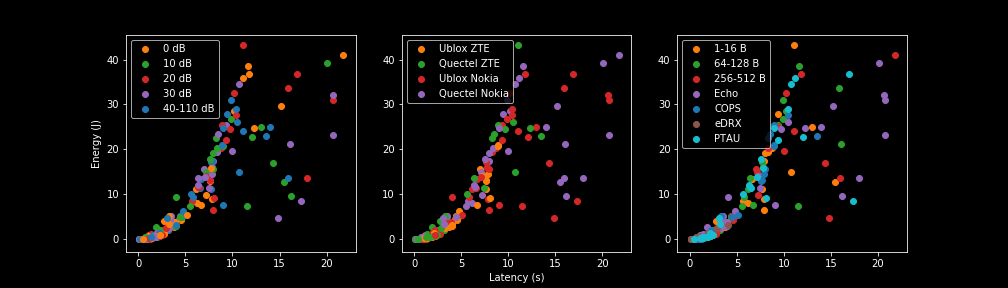 0 dB
10 dB
20 dB
30 dB
40-110 dB
Ublox ZTE
Quectel ZTE
Ublox Nokia
Quectel Nokia
1-16 B
64-128 B
256-512 B
Echo
COPS
eDRX
PTAU
Energy (J)
40
30
20
10
0
40
30
20
10
0
40
30
20
10
0
0 5 10 15 20
0 5 10 15 20
0 5 10 15 20
Latency (s)